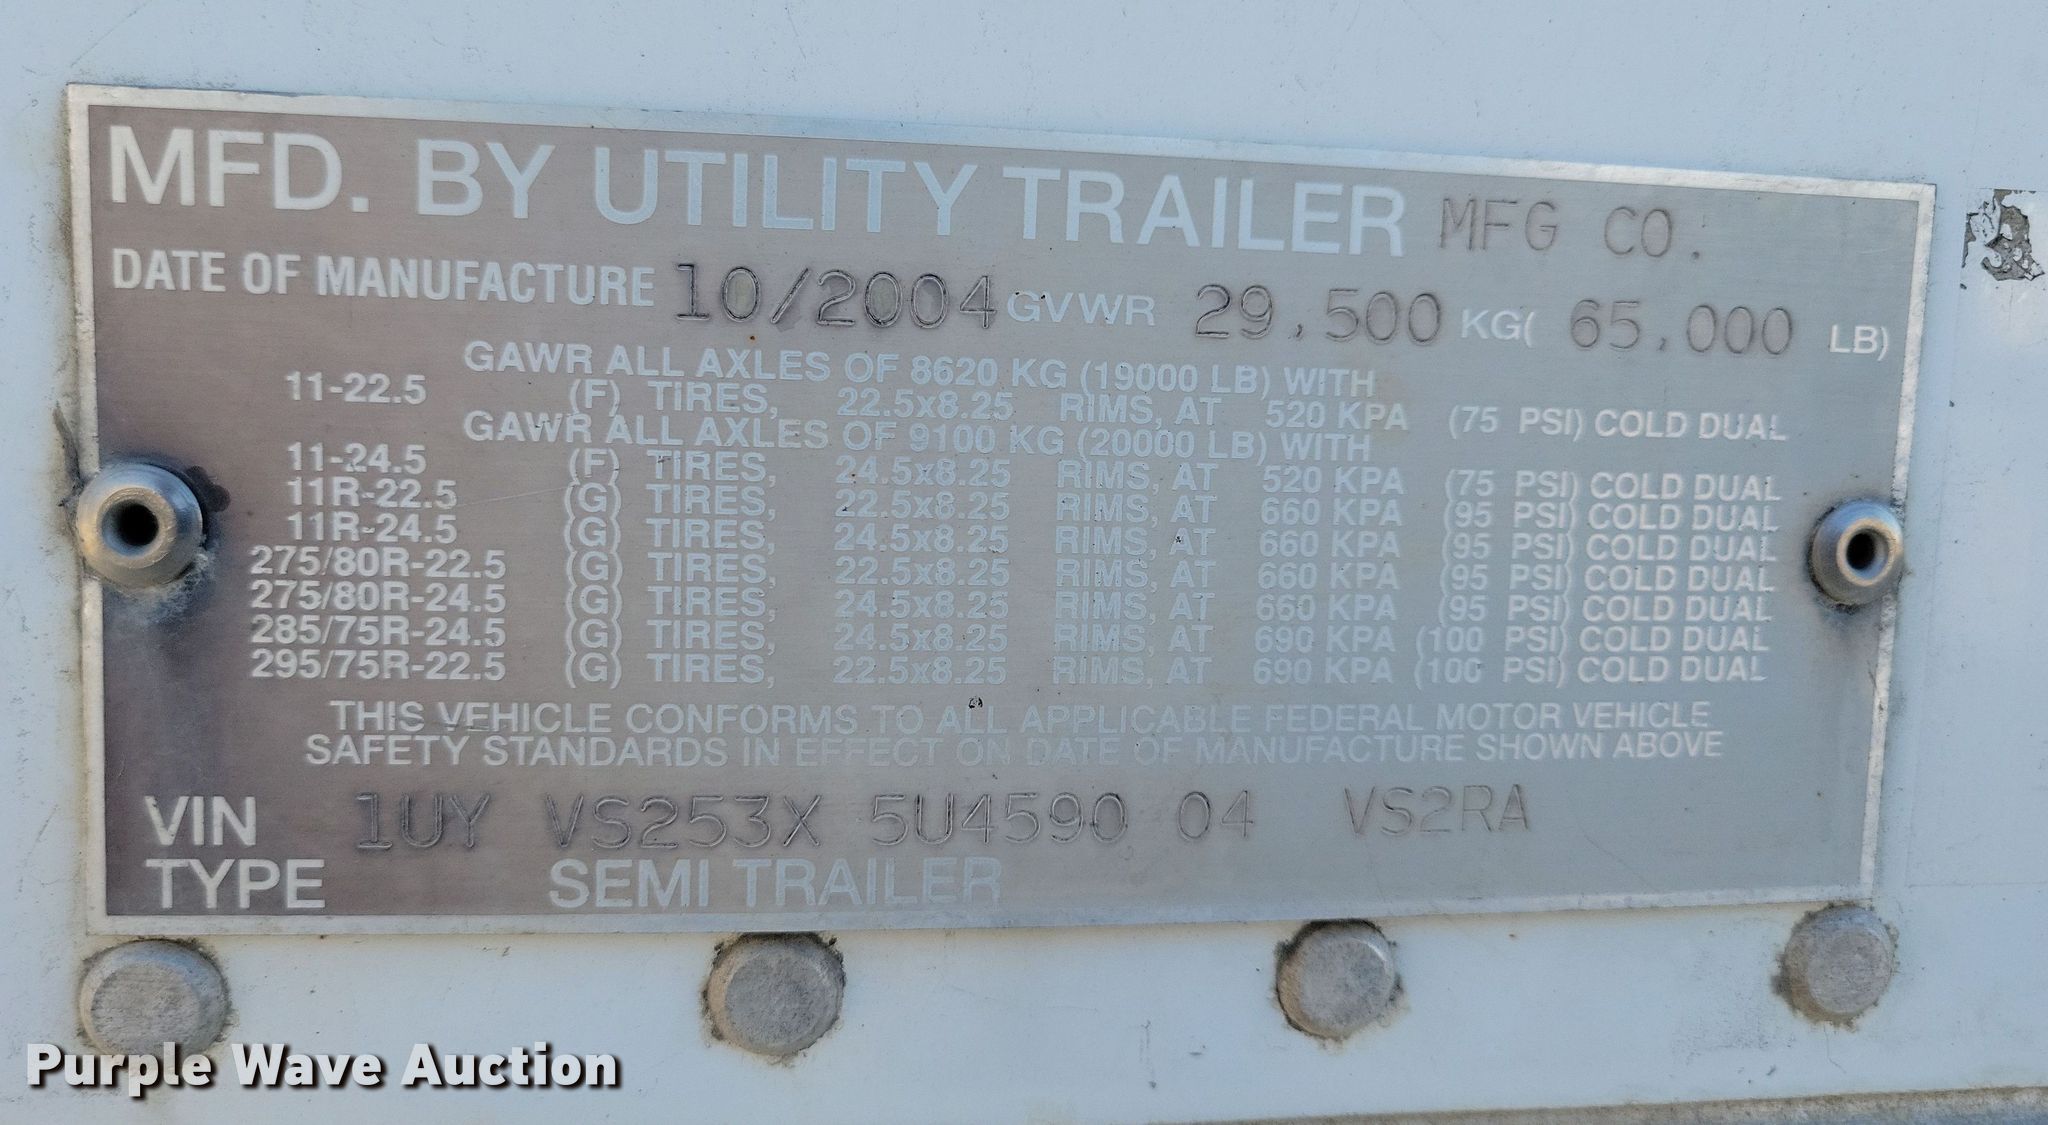 MFD. BY UTILITY TRAILER MFG CO.
DATE OF MANUFACTURE 10/2004 GVWR 29,500 KG( 65,000 LB)
GAWR ALL AXLES OF 8620 KG (19000 LB) WITH
11-22.5 (F) TIRES, 22.5x8.25 RIMS, AT 520 KPA (75 PSI) COLD DUAL
GAWR ALL AXLES OF 9100 KG (20000 LB) WITH
11-24.5 (F) TIRES, 24.5x8.25 RIMS, AT 520 KPA (75 PSI) COLD DUAL
11R-22.5 (G) TIRES, 22.5x8.25 RIMS, AT 660 KPA (95 PSI) COLD DUAL
11R-24.5 (G) TIRES, 24.5x8.25 RIMS, AT 660 KPA (95 PSI) COLD DUAL
275/80R-22.5 (G) TIRES, 22.5x8.25 RIMS, AT 660 KPA (95 PSI) COLD DUAL
275/80R-24.5 (G) TIRES, 24.5x8.25 RIMS, AT 660 KPA (95 PSI) COLD DUAL
285/75R-24.5 (G) TIRES, 24.5x8.25 RIMS, AT 690 KPA (100 PSI) COLD DUAL
295/75R-22.5 (G) TIRES, 22.5x8.25 RIMS, AT 690 KPA (100 PSI) COLD DUAL
THIS VEHICLE CONFORMS TO ALL APPLICABLE FEDERAL MOTOR VEHICLE
SAFETY STANDARDS IN EFFECT ON DATE OF MANUFACTURE SHOWN ABOVE
VIN 1UY VS253X 5U4590 04 VS2RA
TYPE SEMI TRAILER
Purple Wave Auction